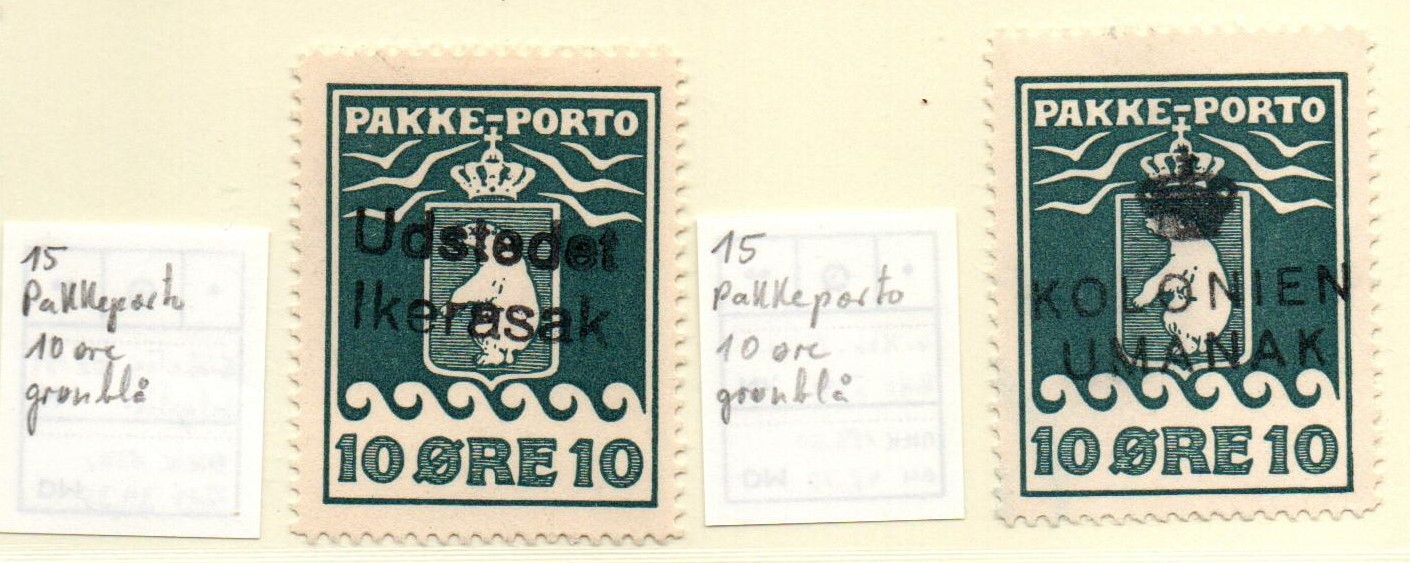 15
Pakkeporto
10 øre
grønblå
PAKKE-PORTO
Udstedet
Ikerasak
10 ØRE 10
15
Pakkeporto
10 øre
grønblå
PAKKE-PORTO
KOLONIEN
UMANAK
10 ØRE 10